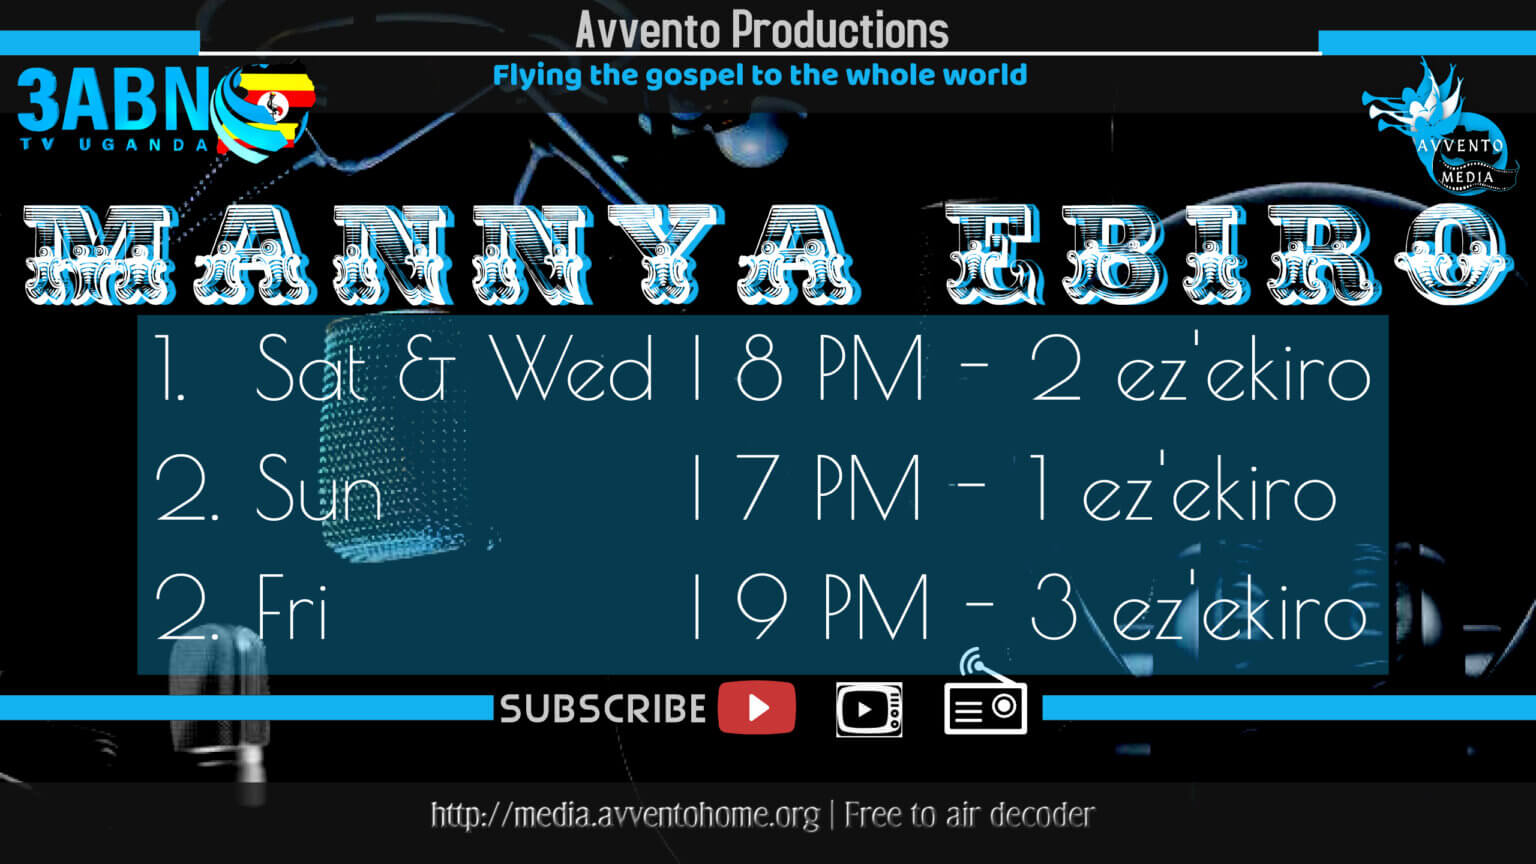 Avvento Productions
Flying the gospel to the whole world
3ABN
TV UGANDA
AVVENTO
MEDIA
MANNYA EBIRO
1. Sat & Wed | 8 PM - 2 ez'ekiro
2. Sun | 7 PM - 1 ez'ekiro
2. Fri | 9 PM - 3 ez'ekiro
SUBSCRIBE
http://media.avventohome.org | Free to air decoder